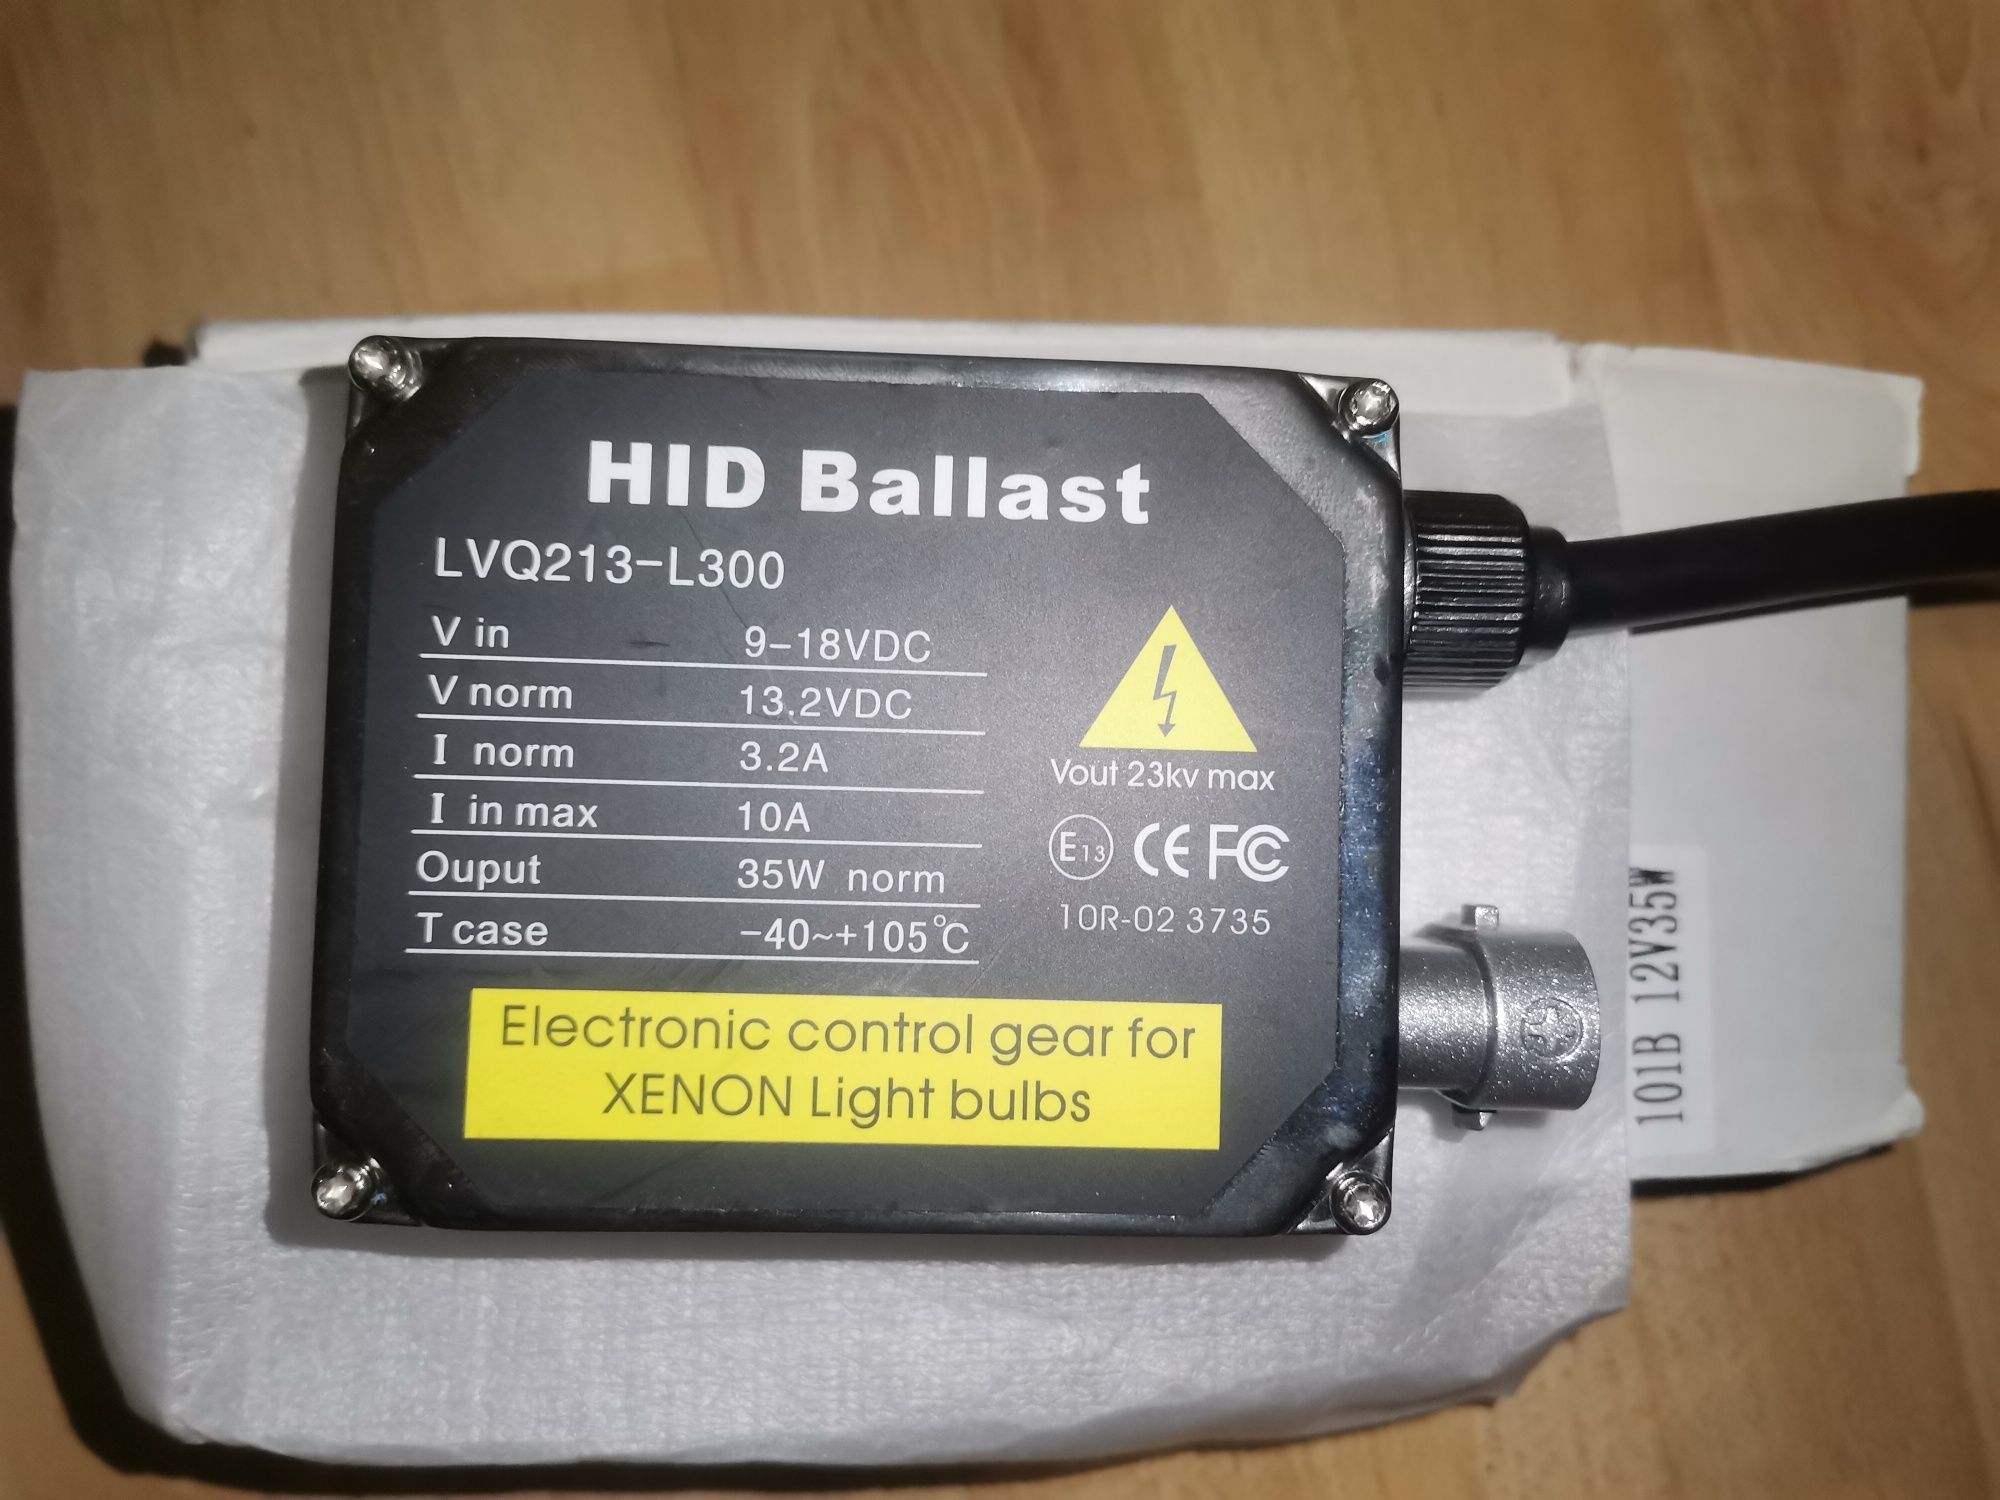 HID Ballast
LVQ213-L300
V in 9-18VDC
V norm 13.2VDC
I norm 3.2A
I in max 10A
Ouput 35W norm
T case -40~+105℃
Vout 23kv max
E13 CE FC
10R-02 3735
Electronic control gear for
XENON Light bulbs
101B 12V35W